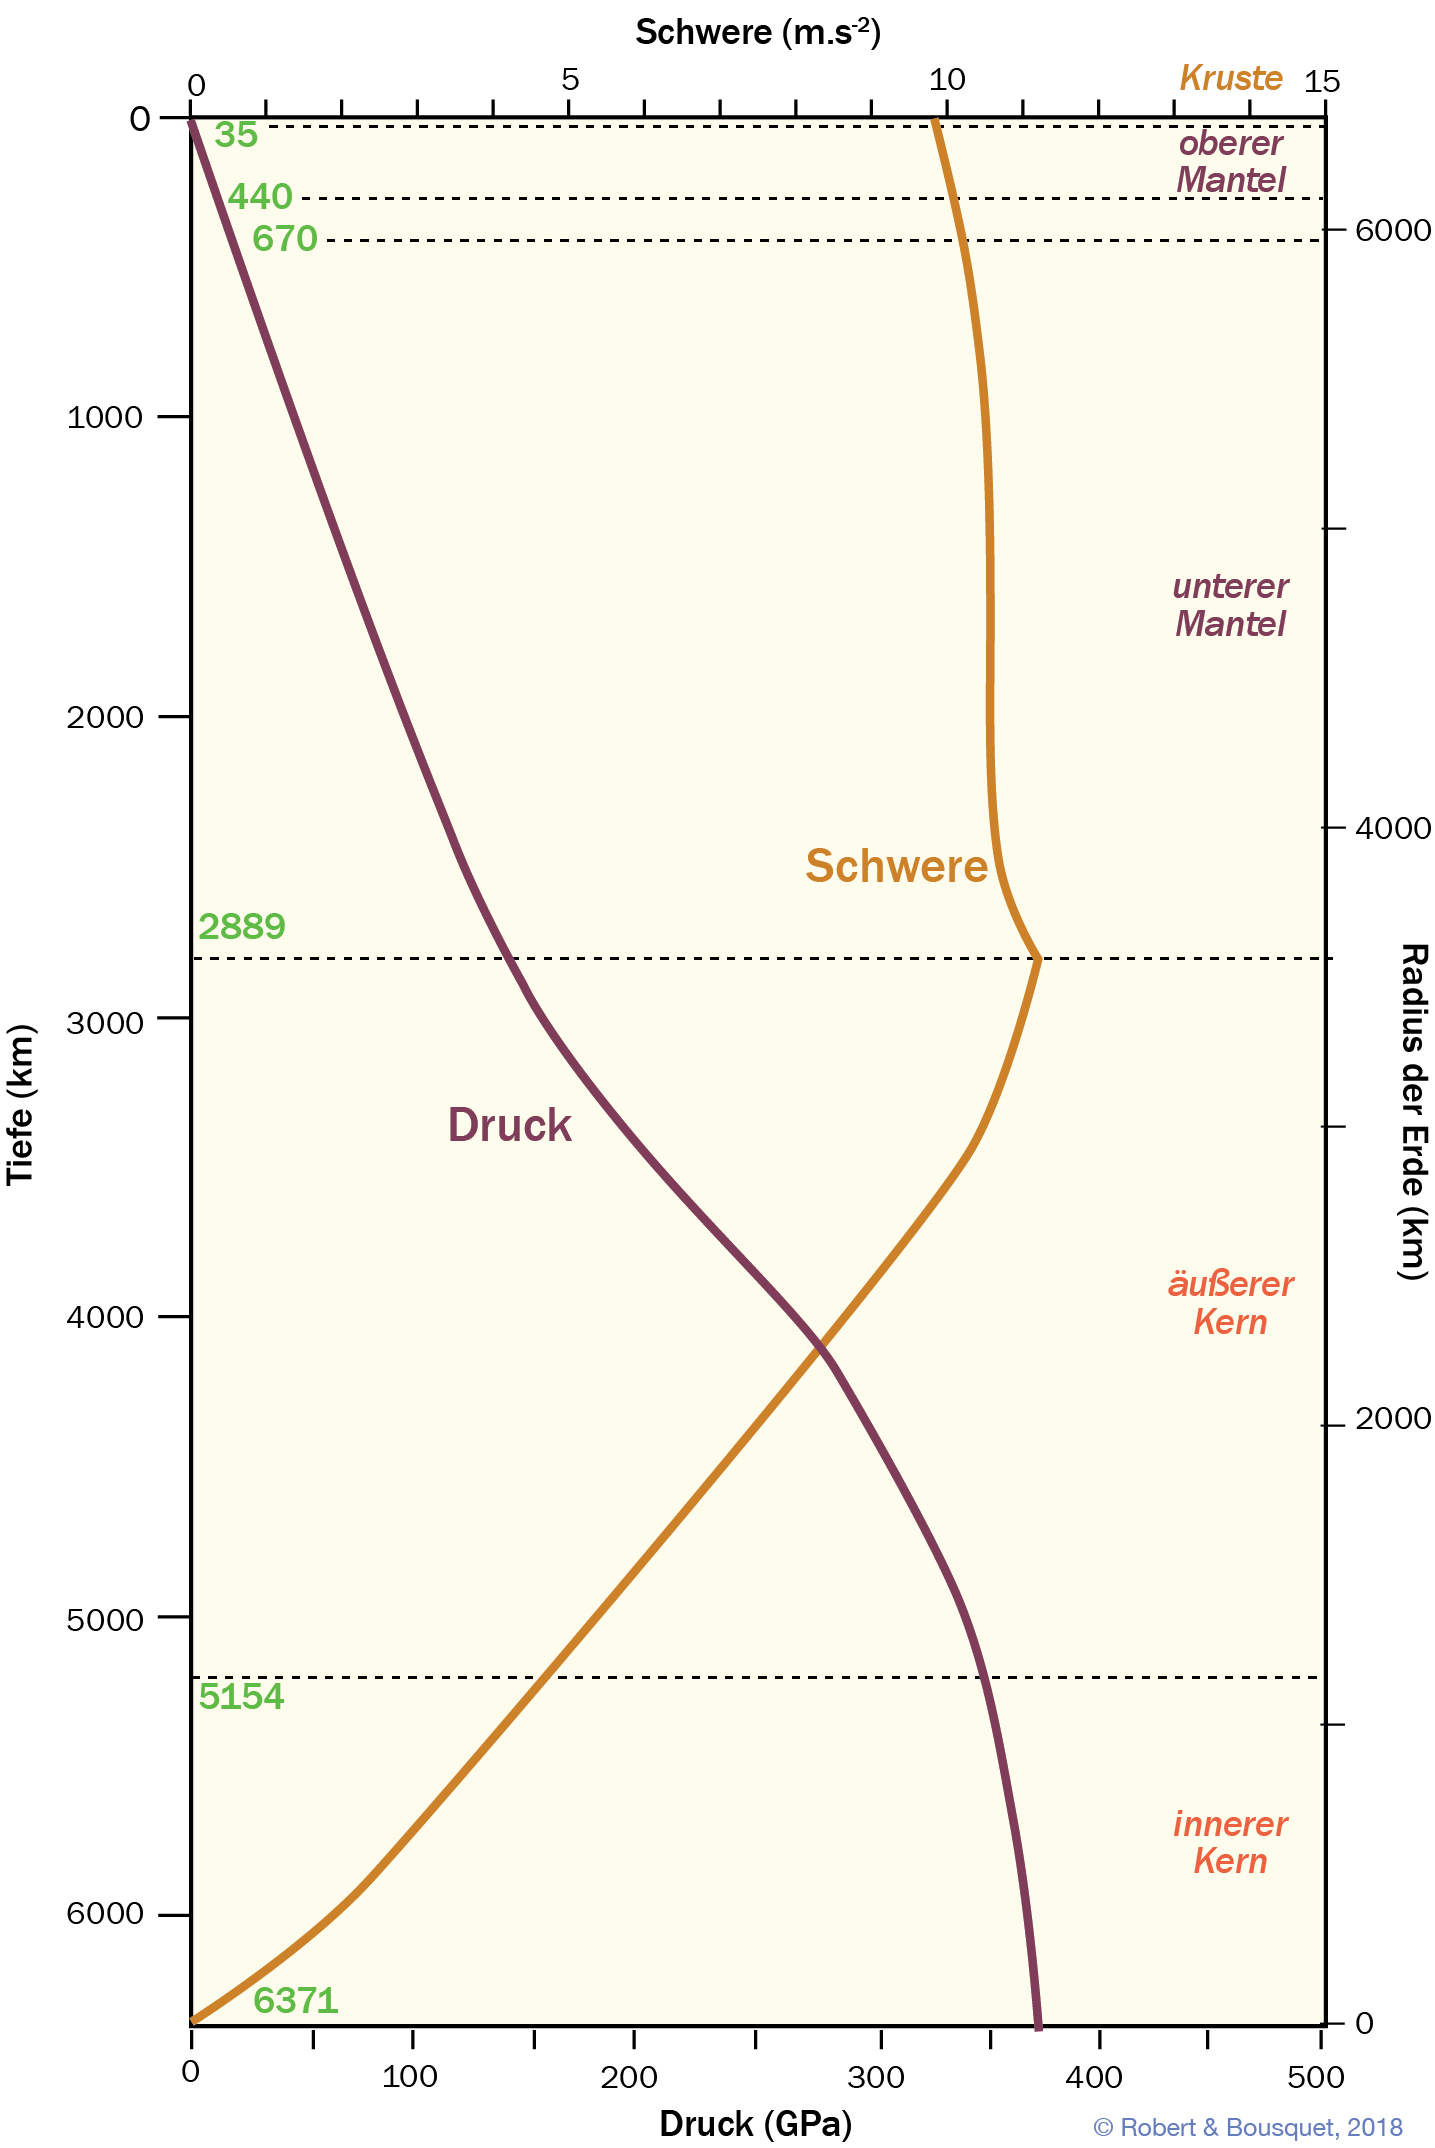 Schwere (m.s-2)
0 5 10 Kruste 15
0
35
oberer
Mantel
440
670
6000
1000
unterer
Mantel
2000
4000
Schwere
2889
3000
Tiefe (km)
Radius der Erde (km)
Druck
äußerer
Kern
4000
2000
5000
5154
innerer
Kern
6000
6371
0
0 100 200 300 400 500
Druck (GPa)
© Robert & Bousquet, 2018